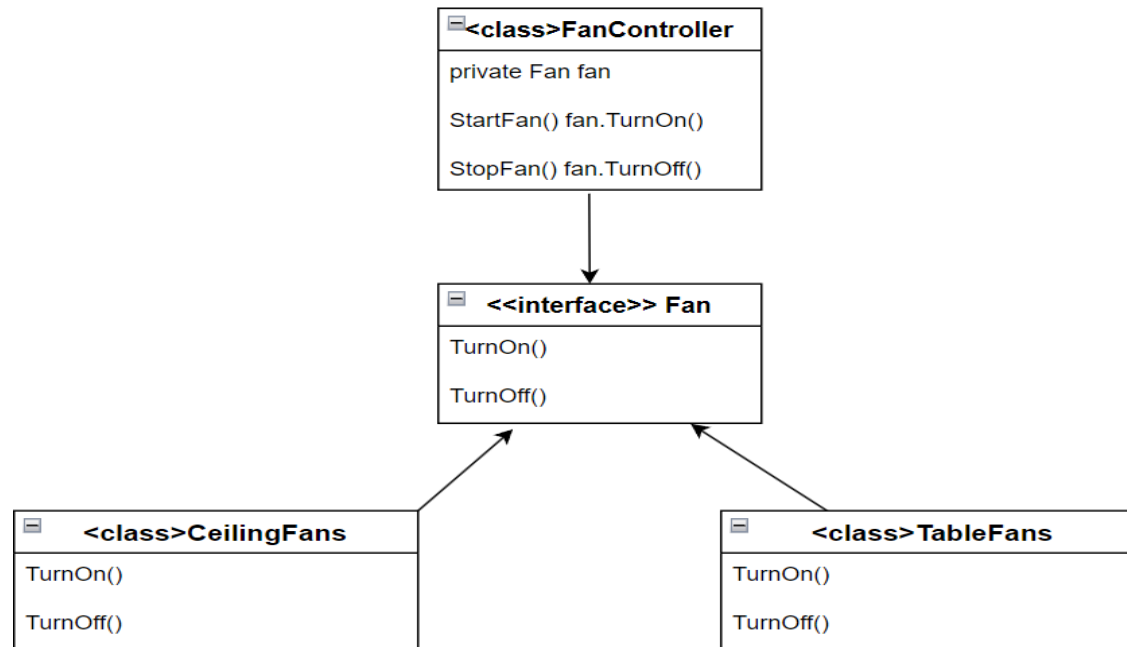 <class>FanController
private Fan fan
StartFan() fan.TurnOn()
StopFan() fan.TurnOff()
<<interface>> Fan
TurnOn()
TurnOff()
<class>CeilingFans
TurnOn()
TurnOff()
<class>TableFans
TurnOn()
TurnOff()